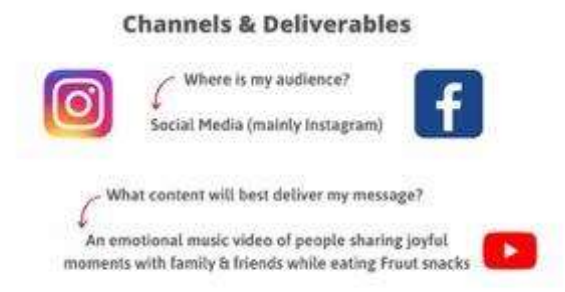 Channels & Deliverables
Where is my audience?
Social Media (mainly Instagram)
What content will best deliver my message?
An emotional music video of people sharing joyful
moments with family & friends while eating Fruut snacks